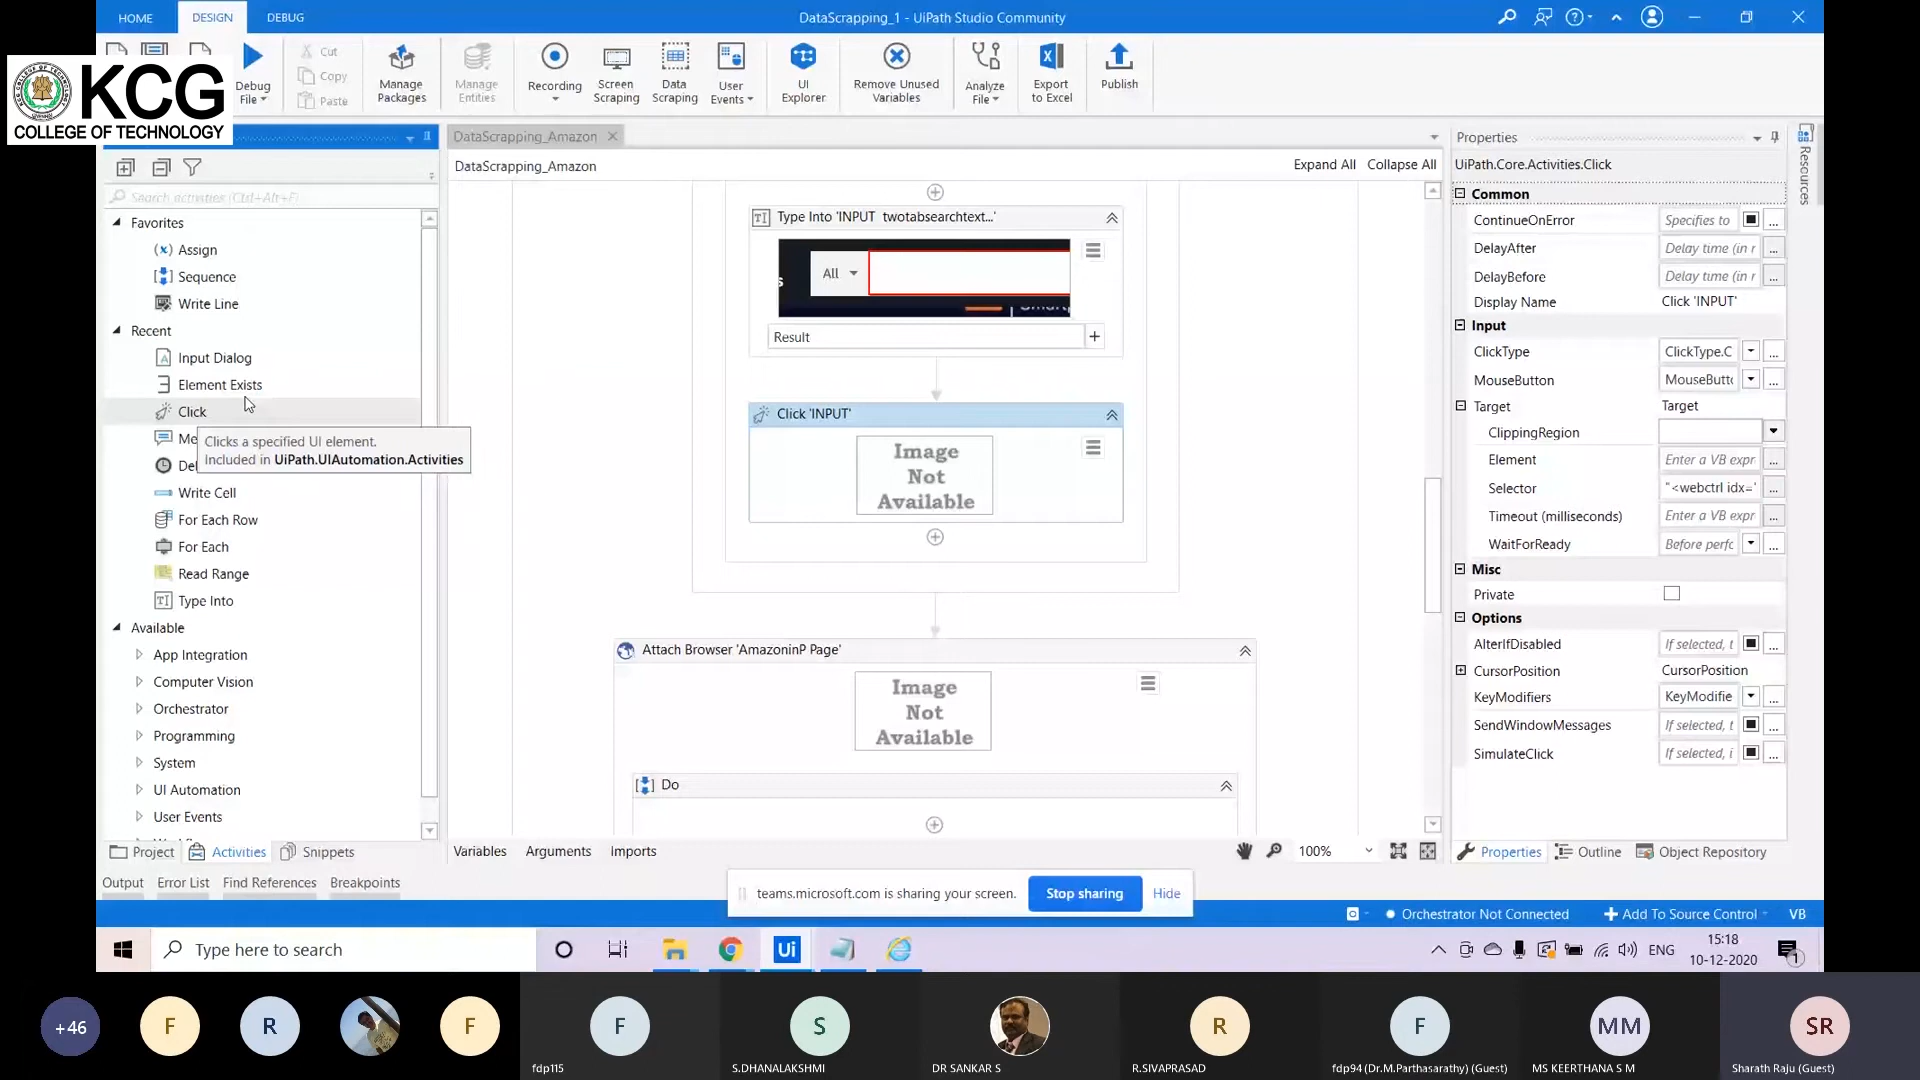 HOME
DESIGN
DEBUG
DataScrapping_1 - UiPath Studio Community
KCG
COLLEGE OF TECHNOLOGY
Debug
File
Cut
Copy
Paste
Manage
Packages
Manage
Entities
Recording
Screen
Scraping
Data
Scraping
User
Events
UI
Explorer
Remove Unused
Variables
Analyze
File
Export
to Excel
Publish
Search activities (Ctrl+Alt+F)
Favorites
Assign
Sequence
Write Line
Recent
Input Dialog
Element Exists
Click
Clicks a specified UI element.
Included in UiPath.UIAutomation.Activities
Write Cell
For Each Row
For Each
Read Range
Type Into
Available
App Integration
Computer Vision
Orchestrator
Programming
System
UI Automation
User Events
Project
Activities
Snippets
DataScrapping_Amazon
DataScrapping_Amazon
Expand All
Collapse All
Type Into 'INPUT twotabsearchtext...'
All
Result
Click 'INPUT'
Image
Not
Available
Attach Browser 'AmazoninP Page'
Image
Not
Available
Do
Variables
Arguments
Imports
100%
Properties
UiPath.Core.Activities.Click
Common
ContinueOnError Specifies to
DelayAfter Delay time (in r
DelayBefore Delay time (in r
Display Name Click 'INPUT'
Input
ClickType ClickType.C
MouseButton MouseButto
Target Target
ClippingRegion
Element Enter a VB expr
Selector "<webctrl idx='
Timeout (milliseconds) Enter a VB expr
WaitForReady Before perfo
Misc
Private
Options
AlterIfDisabled If selected, t
CursorPosition CursorPosition
KeyModifiers KeyModifie
SendWindowMessages If selected, t
SimulateClick If selected, i
Resources
Properties
Outline
Object Repository
Output
Error List
Find References
Breakpoints
teams.microsoft.com is sharing your screen.
Stop sharing
Hide
Orchestrator Not Connected
Add To Source Control
VB
Type here to search
Ui
ENG
15:18
10-12-2020
1
+46
F
R
F
F
fdp115
S
S.DHANALAKSHMI
DR SANKAR S
R
R.SIVAPRASAD
F
fdp94 (Dr.M.Parthasarathy) (Guest)
MM
MS KEERTHANA S M
SR
Sharath Raju (Guest)